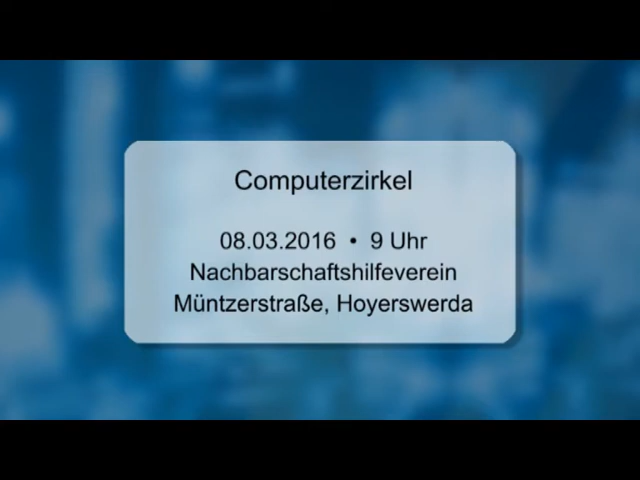 Computerzirkel
08.03.2016 • 9 Uhr
Nachbarschaftshilfeverein
Müntzerstraße, Hoyerswerda